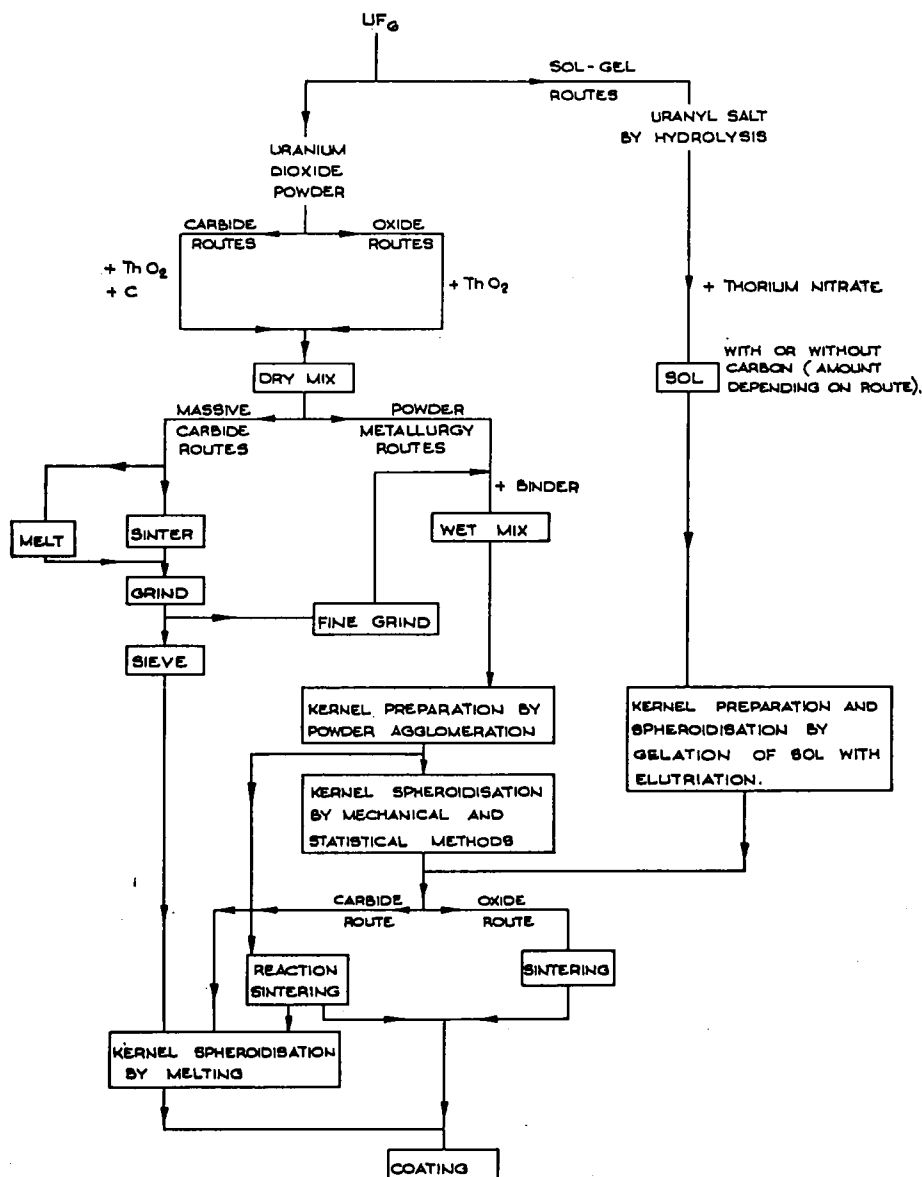 UF6
SOL-GEL
ROUTES
URANYL SALT
BY HYDROLYSIS
URANIUM
DIOXIDE
POWDER
CARBIDE
ROUTES
OXIDE
ROUTES
+ ThO2
+ C
+ ThO2
+ THORIUM NITRATE
DRY MIX
SOL
WITH OR WITHOUT
CARBON (AMOUNT
DEPENDING ON ROUTE).
MASSIVE
CARBIDE
ROUTES
POWDER
METALLURGY
ROUTES
+ BINDER
MELT
SINTER
WET MIX
GRIND
FINE GRIND
SIEVE
KERNEL PREPARATION BY
POWDER AGGLOMERATION
KERNEL PREPARATION AND
SPHEROIDISATION BY
GELATION OF SOL WITH
ELUTRIATION.
KERNEL SPHEROIDISATION
BY MECHANICAL AND
STATISTICAL METHODS
CARBIDE
ROUTE
OXIDE
ROUTE
REACTION
SINTERING
SINTERING
KERNEL SPHEROIDISATION
BY MELTING
COATING